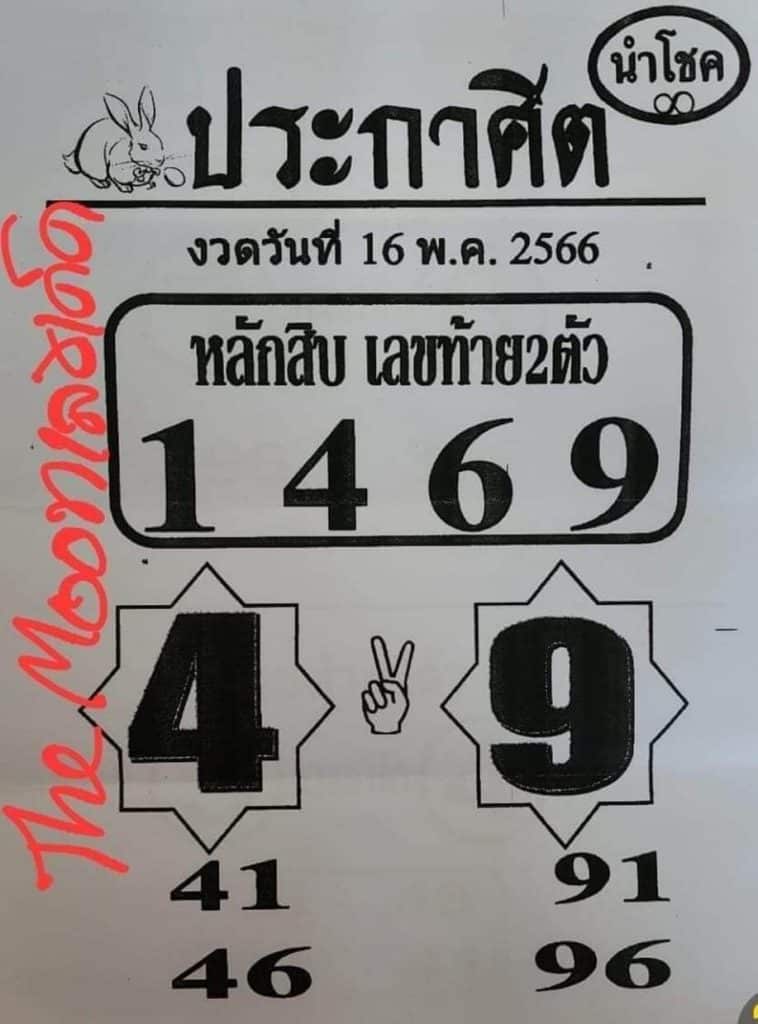 นำโชค
ประกาศีต
งวดวันที่ 16 พ.ค. 2566
หลักสิบ เลขท้าย2ตัว
1 4 6 9
4 9
41 91
46 96
The Moonเลขเด็ด